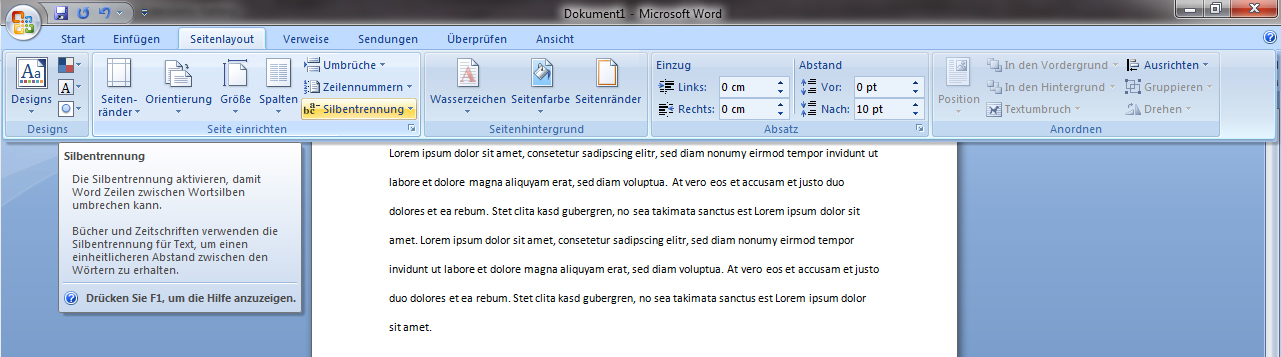 Dokument1 - Microsoft Word
Start Einfügen Seitenlayout Verweise Sendungen Überprüfen Ansicht
Designs
Aa
A
Designs
Seiten-
ränder
Orientierung
Größe
Spalten
Umbrüche
Zeilennummern
a-
bc
Silbentrennung
Seite einrichten
Wasserzeichen
Seitenfarbe
Seitenränder
Seitenhintergrund
Einzug
Links: 0 cm
Rechts: 0 cm
Abstand
Vor: 0 pt
Nach: 10 pt
Absatz
Position
In den Vordergrund
In den Hintergrund
Textumbruch
Ausrichten
Gruppieren
Drehen
Anordnen
Silbentrennung
Die Silbentrennung aktivieren, damit
Word Zeilen zwischen Wortsilben
umbrechen kann.
Bücher und Zeitschriften verwenden die
Silbentrennung für Text, um einen
einheitlicheren Abstand zwischen den
Wörtern zu erhalten.
Drücken Sie F1, um die Hilfe anzuzeigen.
Lorem ipsum dolor sit amet, consetetur sadipscing elitr, sed diam nonumy eirmod tempor invidunt ut
labore et dolore magna aliquyam erat, sed diam voluptua. At vero eos et accusam et justo duo
dolores et ea rebum. Stet clita kasd gubergren, no sea takimata sanctus est Lorem ipsum dolor sit
amet. Lorem ipsum dolor sit amet, consetetur sadipscing elitr, sed diam nonumy eirmod tempor
invidunt ut labore et dolore magna aliquyam erat, sed diam voluptua. At vero eos et accusam et justo
duo dolores et ea rebum. Stet clita kasd gubergren, no sea takimata sanctus est Lorem ipsum dolor
sit amet.